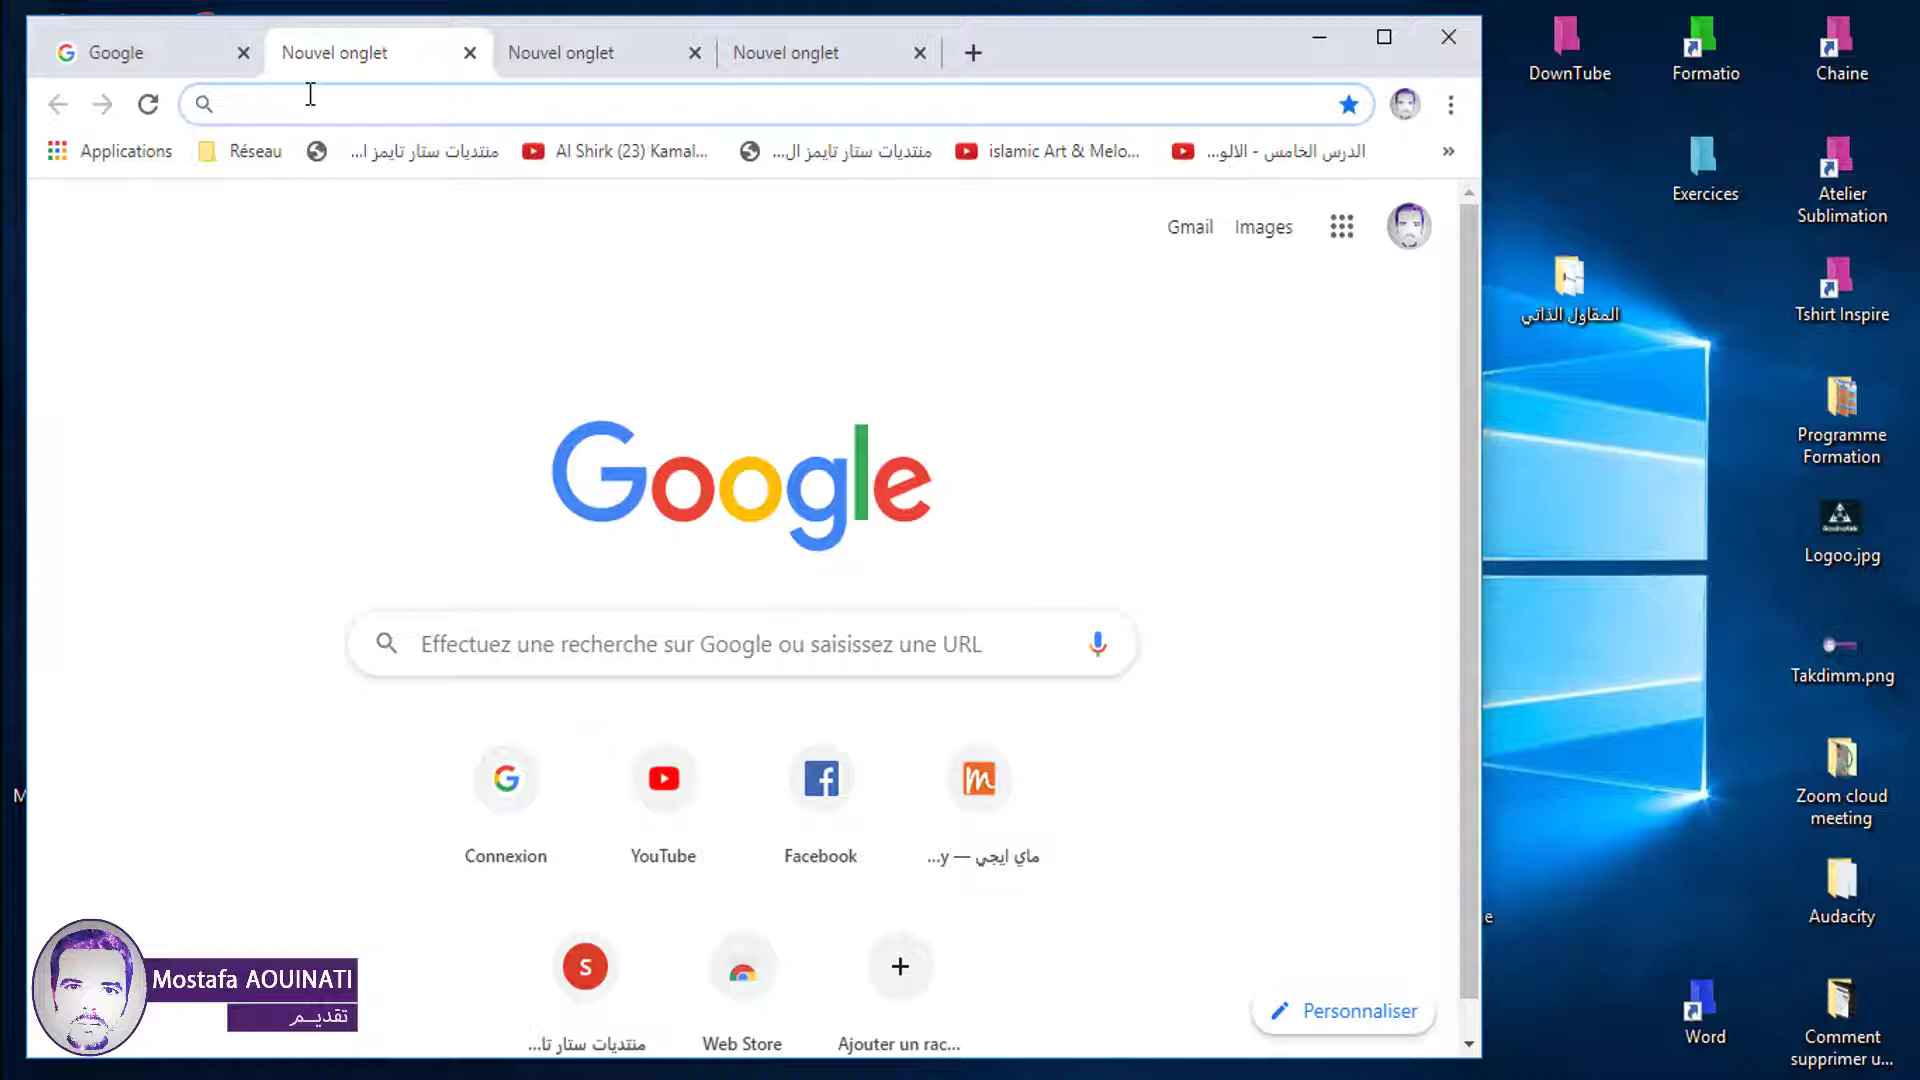 Google
Nouvel onglet
Nouvel onglet
Nouvel onglet
Applications
Réseau
منتديات ستار تايمز ا...
Al Shirk (23) Kamal...
منتديات ستار تايمز ال...
islamic Art & Melo...
الدرس الخامس - الالو...
Gmail
Images
Google
Effectuez une recherche sur Google ou saisissez une URL
Connexion
YouTube
Facebook
ماي ايجي — y...
S
منتديات ستار تا...
Web Store
Ajouter un rac...
Personnaliser
Mostafa AOUINATI
تقديم
DownTube
Formatio
Chaine
Exercices
Atelier
Sublimation
المقاول الذاتي
Tshirt Inspire
Programme
Formation
Logoo.jpg
Takdimm.png
Zoom cloud
meeting
Audacity
Word
Comment
supprimer u...
M
e